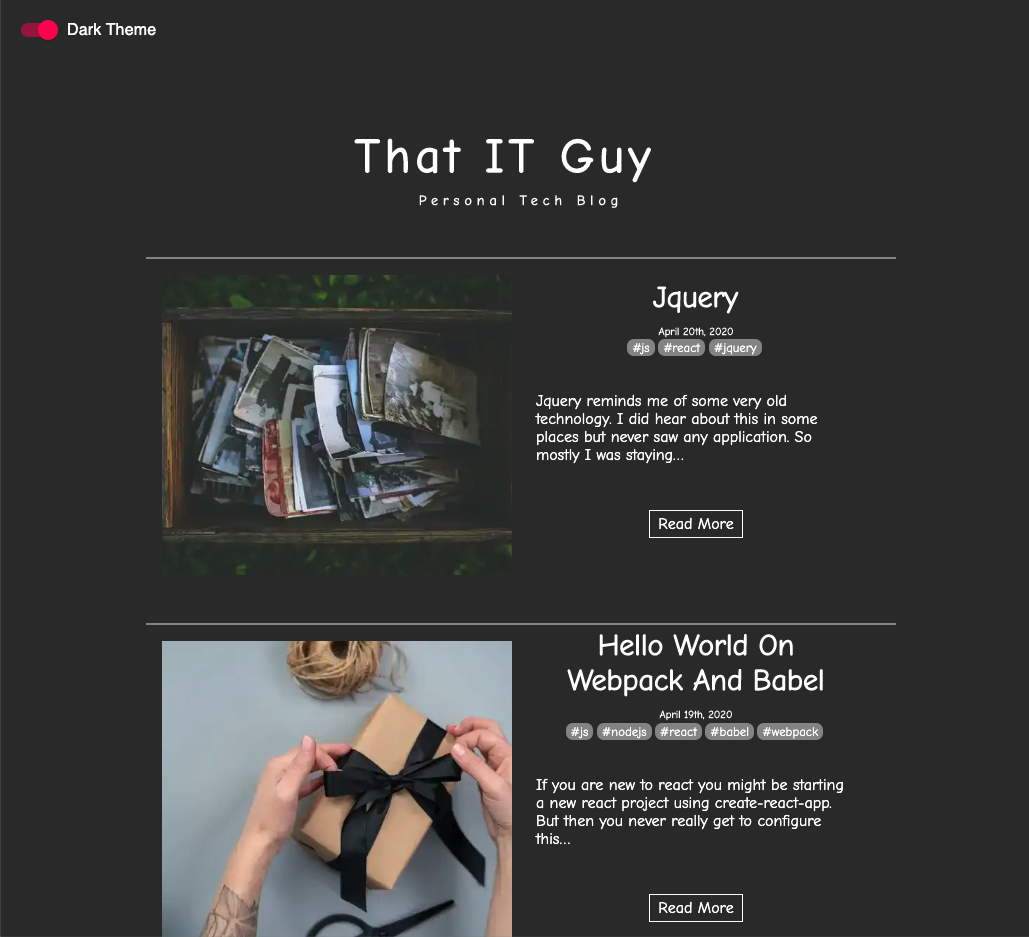 Dark Theme
That IT Guy
Personal Tech Blog
Jquery
April 20th, 2020
#js #react #jquery
Jquery reminds me of some very old
technology. I did hear about this in some
places but never saw any application. So
mostly I was staying...
Read More
Hello World On
Webpack And Babel
April 19th, 2020
#js #nodejs #react #babel #webpack
If you are new to react you might be starting
a new react project using create-react-app.
But then you never really get to configure
this...
Read More